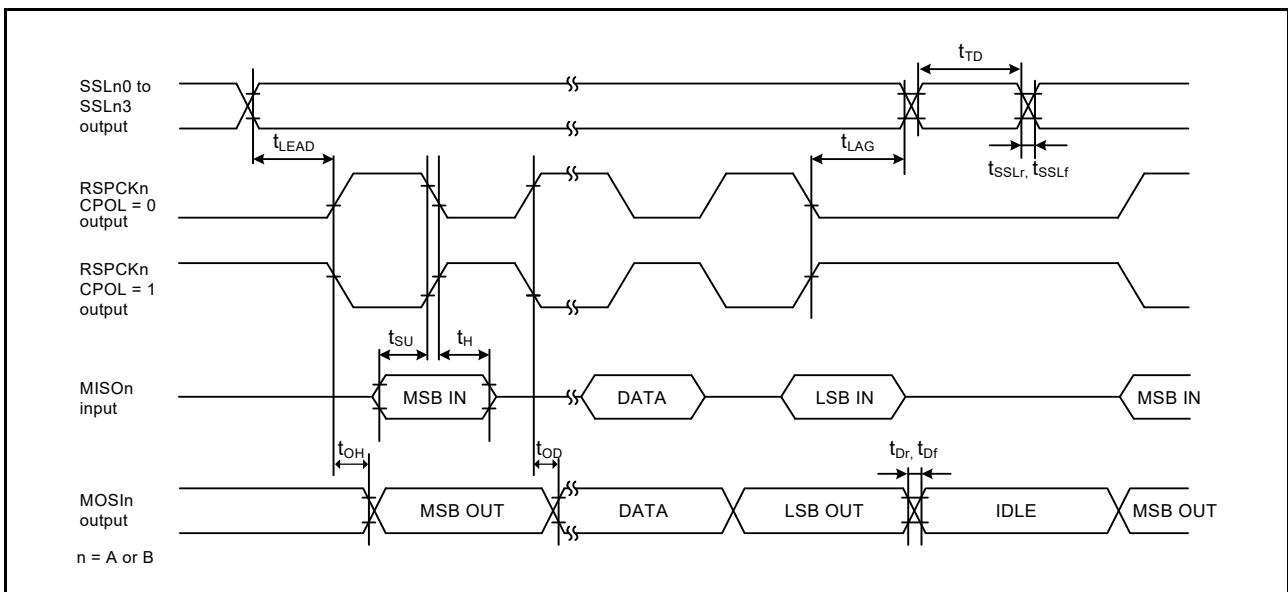 SSLn0 to
SSLn3
output
tTD
tLEAD
tLAG
tSSLr, tSSLf
RSPCKn
CPOL = 0
output
RSPCKn
CPOL = 1
output
tSU
tH
MISOn
input
MSB IN
DATA
LSB IN
MSB IN
tOH
tOD
tDr, tDf
MOSIn
output
MSB OUT
DATA
LSB OUT
IDLE
MSB OUT
n = A or B